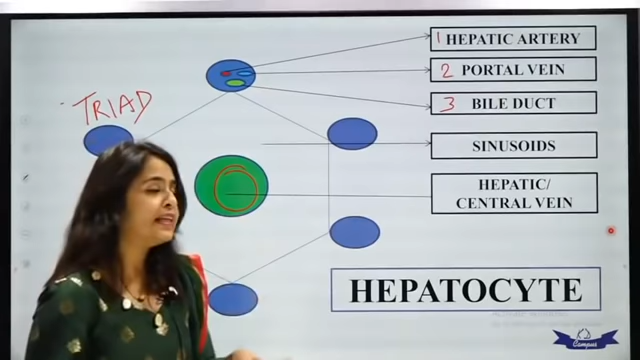 1 HEPATIC ARTERY
2 PORTAL VEIN
TRIAD
3 BILE DUCT
SINUSOIDS
HEPATIC/
CENTRAL VEIN
HEPATOCYTE
Campus